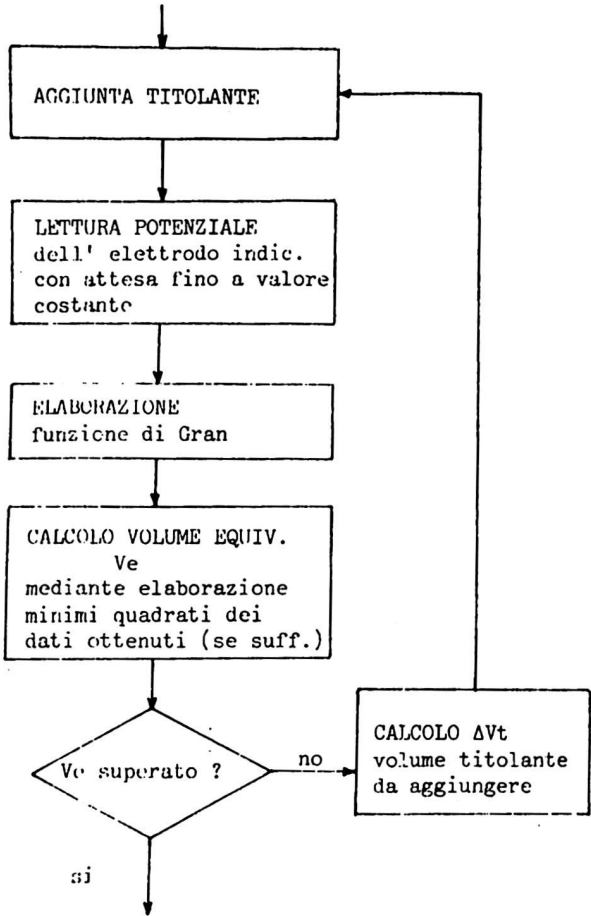 AGGIUNTA TITOLANTE
LETTURA POTENZIALE
dell' elettrodo indic.
con attesa fino a valore
costante
ELABORAZIONE
funzione di Gran
CALCOLO VOLUME EQUIV.
Ve
mediante elaborazione
minimi quadrati dei
dati ottenuti (se suff.)
Ve superato ?
no
CALCOLO ΔVt
volume titolante
da aggiungere
si